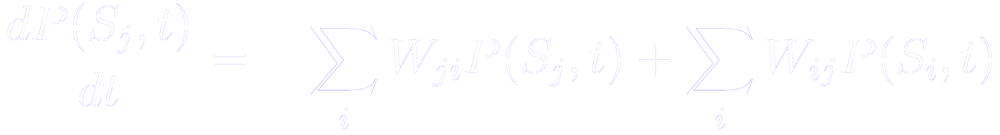 dP(S_j, t)/dt = ∑_i W_{ji}P(S_j, t) + ∑_i W_{ij}P(S_i, t)